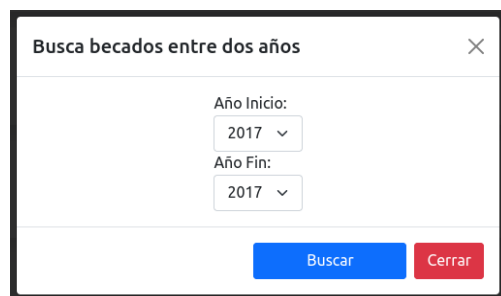 Busca becados entre dos años
Año Inicio:
2017
Año Fin:
2017
Buscar Cerrar